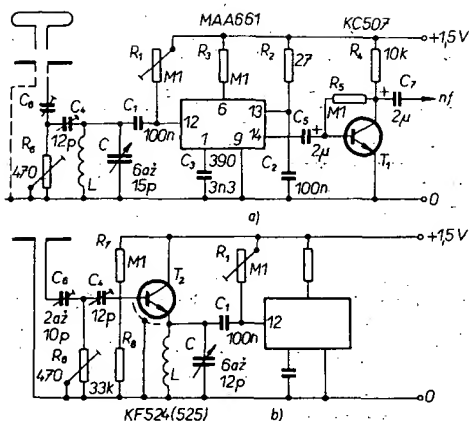 MAA661
KC507
+1,5V
R₁
M1
R₃
M1
R₂
27
R₄
10k
C₆
C₄
12p
C₁
100n
R₅
M1
C₇
2µ
nf
6
13
12
14
1
9
C₅
2µ
T₁
R₆
470
L
C
6až
15p
C₃
390
3n3
C₂
100n
0
a)
+1,5V
R₇
M1
T₂
R₁
M1
C₆
C₄
2až
10p
12p
C₁
100n
12
R₆
470
R₈
33k
L
C
6až
12p
0
KF524(525)
b)